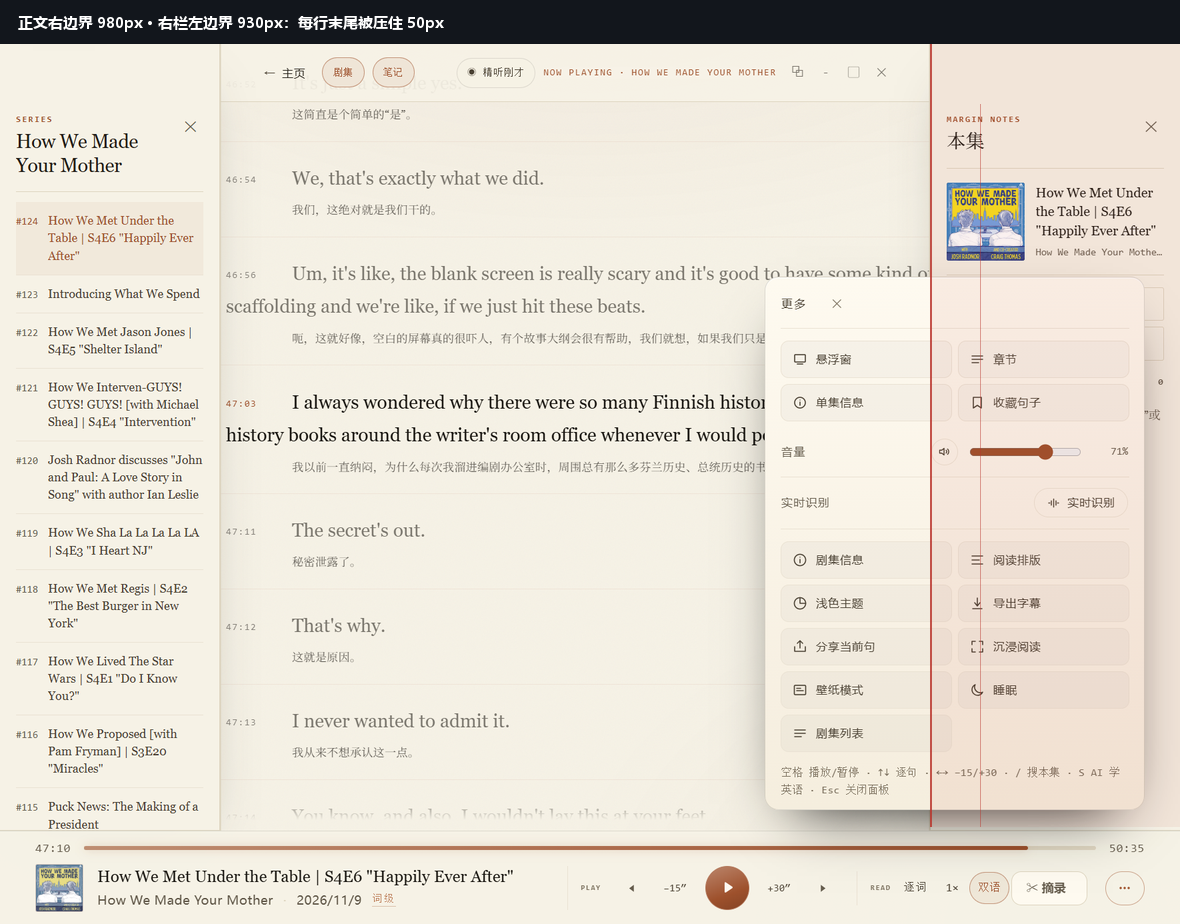 正文右边界 980px • 右栏左边界 930px：每行末尾被压住 50px
← 主页
剧集
笔记
精听刚才
NOW PLAYING · HOW WE MADE YOUR MOTHER
SERIES
How We Made
Your Mother
#124 How We Met Under the
Table | S4E6 "Happily Ever
After"
#123 Introducing What We Spend
#122 How We Met Jason Jones |
S4E5 "Shelter Island"
#121 How We Interven-GUYS!
GUYS! GUYS! [with Michael
Shea] | S4E4 "Intervention"
#120 Josh Radnor discusses "John
and Paul: A Love Story in
Song" with author Ian Leslie
#119 How We Sha La La La La LA
| S4E3 "I Heart NJ"
#118 How We Met Regis | S4E2
"The Best Burger in New
York"
#117 How We Lived The Star
Wars | S4E1 "Do I Know
You?"
#116 How We Proposed [with
Pam Fryman] | S3E20
"Miracles"
#115 Puck News: The Making of a
President
这简直是个简单的“是”。
46:54 We, that's exactly what we did.
我们，这绝对就是我们干的。
46:56 Um, it's like, the blank screen is really scary and it's good to have some kind o
scaffolding and we're like, if we just hit these beats.
呃，这就好像，空白的屏幕真的很吓人，有个故事大纲会很有帮助，我们就想，如果我们只是
47:03 I always wondered why there were so many Finnish histor
history books around the writer's room office whenever I would p
我以前一直纳闷，为什么每次我溜进编剧办公室时，周围总有那么多芬兰历史、总统历史的书
47:11 The secret's out.
秘密泄露了。
47:12 That's why.
这就是原因。
47:13 I never wanted to admit it.
我从来不想承认这一点。
You know, and also, I wouldn't lay this at your feet
MARGIN NOTES
本集
HOW WE MADE
YOUR MOTHER
WITH
JOSH RADNOR
AND
CRAIG THOMAS
How We Met Under
the Table | S4E6
"Happily Ever After"
How We Made Your Mothe…
0
”或
更多
悬浮窗
章节
单集信息
收藏句子
音量
71%
实时识别
实时识别
剧集信息
阅读排版
浅色主题
导出字幕
分享当前句
沉浸阅读
壁纸模式
睡眠
剧集列表
空格 播放/暂停 · ↑↓ 逐句 · ↔ -15/+30 · / 搜本集 · S AI 学
英语 · Esc 关闭面板
47:10
50:35
How We Met Under the Table | S4E6 "Happily Ever After"
How We Made Your Mother · 2026/11/9 词级
PLAY
-15″
+30″
READ
逐词
1×
双语
摘录